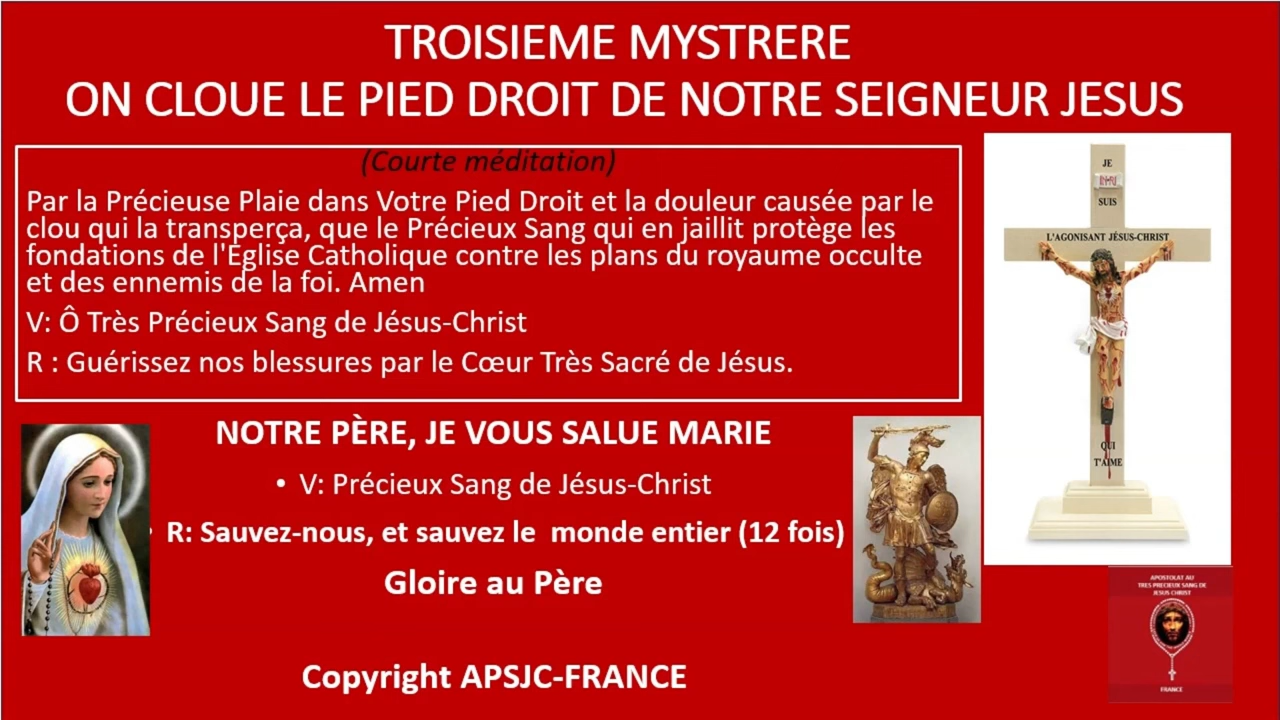 TROISIEME MYSTRERE
ON CLOUE LE PIED DROIT DE NOTRE SEIGNEUR JESUS
(Courte méditation)
Par la Précieuse Plaie dans Votre Pied Droit et la douleur causée par le
clou qui la transperça, que le Précieux Sang qui en jaillit protège les
fondations de l'Eglise Catholique contre les plans du royaume occulte
et des ennemis de la foi. Amen
V: Ô Très Précieux Sang de Jésus-Christ
R : Guérissez nos blessures par le Cœur Très Sacré de Jésus.
NOTRE PÈRE, JE VOUS SALUE MARIE
• V: Précieux Sang de Jésus-Christ
• R: Sauvez-nous, et sauvez le monde entier (12 fois)
Gloire au Père
Copyright APSJC-FRANCE
JE
INRI
SUIS
L'AGONISANT JÉSUS-CHRIST
QUI
T'AIME
APOSTOLAT AU
TRES PRECIEUX SANG DE
JESUS CHRIST
FRANCE